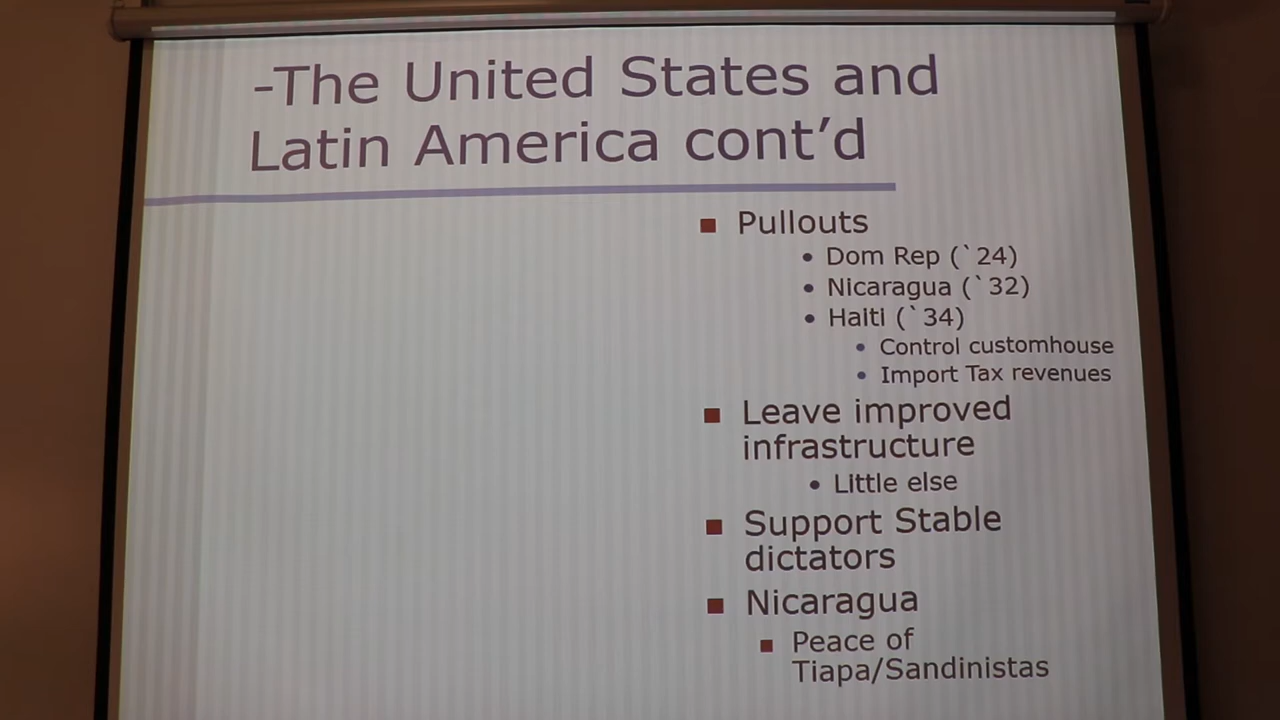 -The United States and
Latin America cont’d
Pullouts
Dom Rep (`24)
Nicaragua (`32)
Haiti (`34)
Control customhouse
Import Tax revenues
Leave improved
infrastructure
Little else
Support Stable
dictators
Nicaragua
Peace of
Tiapa/Sandinistas